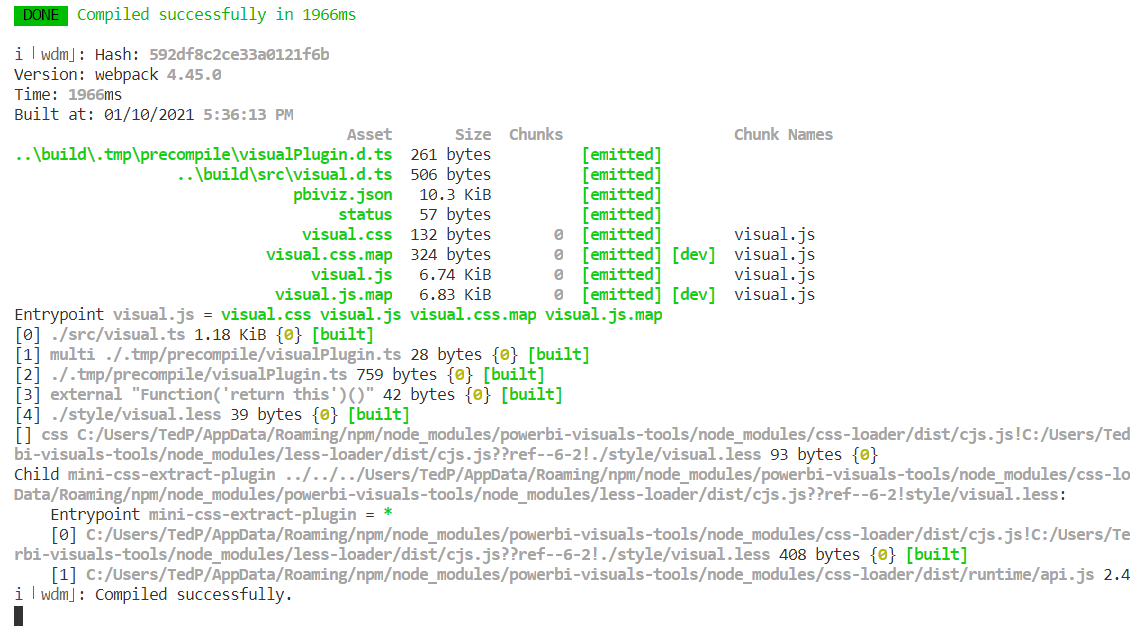 DONE Compiled successfully in 1966ms
i ｢wdm｣: Hash: 592df8c2ce33a0121f6b
Version: webpack 4.45.0
Time: 1966ms
Built at: 01/10/2021 5:36:13 PM
Asset Size Chunks Chunk Names
..\build\.tmp\precompile\visualPlugin.d.ts 261 bytes [emitted]
..\build\src\visual.d.ts 506 bytes [emitted]
pbiviz.json 10.3 KiB [emitted]
status 57 bytes [emitted]
visual.css 132 bytes 0 [emitted] visual.js
visual.css.map 324 bytes 0 [emitted] [dev] visual.js
visual.js 6.74 KiB 0 [emitted] visual.js
visual.js.map 6.83 KiB 0 [emitted] [dev] visual.js
Entrypoint visual.js = visual.css visual.js visual.css.map visual.js.map
[0] ./src/visual.ts 1.18 KiB {0} [built]
[1] multi ./.tmp/precompile/visualPlugin.ts 28 bytes {0} [built]
[2] ./.tmp/precompile/visualPlugin.ts 759 bytes {0} [built]
[3] external "Function('return this')()" 42 bytes {0} [built]
[4] ./style/visual.less 39 bytes {0} [built]
[] css C:/Users/TedP/AppData/Roaming/npm/node_modules/powerbi-visuals-tools/node_modules/css-loader/dist/cjs.js!C:/Users/Ted
bi-visuals-tools/node_modules/less-loader/dist/cjs.js??ref--6-2!./style/visual.less 93 bytes {0}
Child mini-css-extract-plugin ../../../Users/TedP/AppData/Roaming/npm/node_modules/powerbi-visuals-tools/node_modules/css-lo
Data/Roaming/npm/node_modules/powerbi-visuals-tools/node_modules/less-loader/dist/cjs.js??ref--6-2!style/visual.less:
Entrypoint mini-css-extract-plugin = *
[0] C:/Users/TedP/AppData/Roaming/npm/node_modules/powerbi-visuals-tools/node_modules/css-loader/dist/cjs.js!C:/Users/Te
rbi-visuals-tools/node_modules/less-loader/dist/cjs.js??ref--6-2!./style/visual.less 408 bytes {0} [built]
[1] C:/Users/TedP/AppData/Roaming/npm/node_modules/powerbi-visuals-tools/node_modules/css-loader/dist/runtime/api.js 2.4
i ｢wdm｣: Compiled successfully.